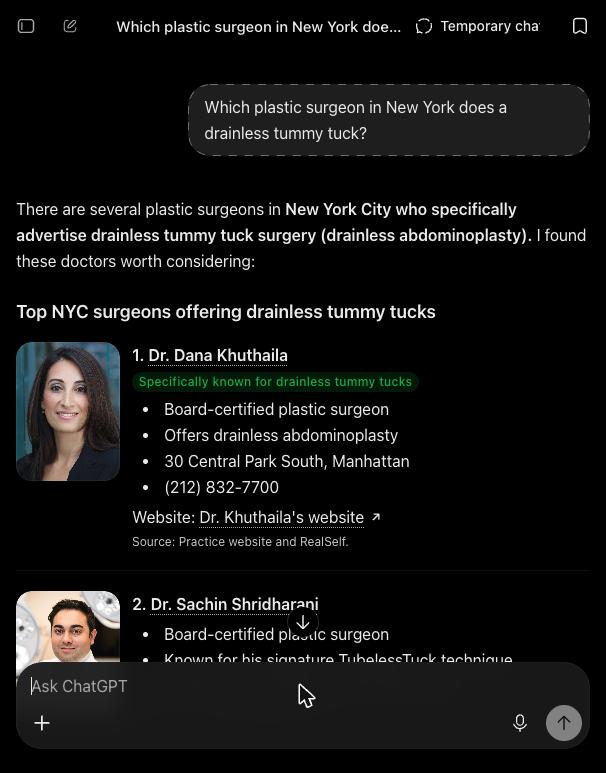 Which plastic surgeon in New York doe...
Temporary cha
Which plastic surgeon in New York does a
drainless tummy tuck?
There are several plastic surgeons in New York City who specifically
advertise drainless tummy tuck surgery (drainless abdominoplasty). I found
these doctors worth considering:
Top NYC surgeons offering drainless tummy tucks
1. Dr. Dana Khuthaila
Specifically known for drainless tummy tucks
• Board-certified plastic surgeon
• Offers drainless abdominoplasty
• 30 Central Park South, Manhattan
• (212) 832-7700
Website: Dr. Khuthaila's website ↗
Source: Practice website and RealSelf.
2. Dr. Sachin Shridharani
• Board-certified plastic surgeon
• Known for his signature TubelessTuck technique
Ask ChatGPT